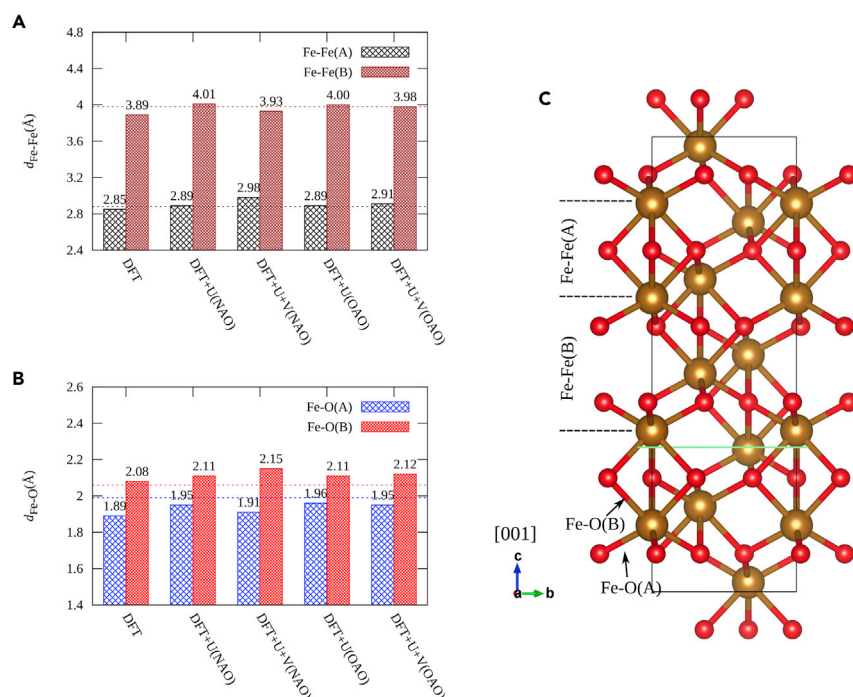 A
4.8
4.4
4
3.6
3.2
2.8
2.4
d Fe-Fe(Å)
Fe-Fe(A)
Fe-Fe(B)
2.85
3.89
2.89
4.01
2.98
3.93
2.89
4.00
2.91
3.98
DFT
DFT+U(NAO)
DFT+U+V(NAO)
DFT+U(OAO)
DFT+U+V(OAO)
B
2.6
2.4
2.2
2
1.8
1.6
1.4
d Fe-O(Å)
Fe-O(A)
Fe-O(B)
1.89
2.08
1.95
2.11
1.91
2.15
1.96
2.11
1.95
2.12
DFT
DFT+U(NAO)
DFT+U+V(NAO)
DFT+U(OAO)
DFT+U+V(OAO)
C
Fe-Fe(A)
Fe-Fe(B)
Fe-O(B)
Fe-O(A)
[001]
c
a b